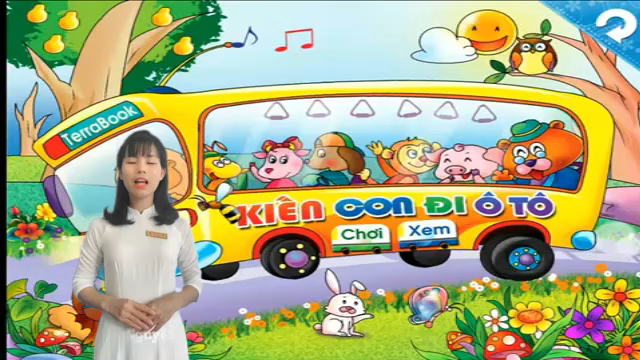 TerraBook
KIẾN CON ĐI Ô TÔ
Chơi Xem